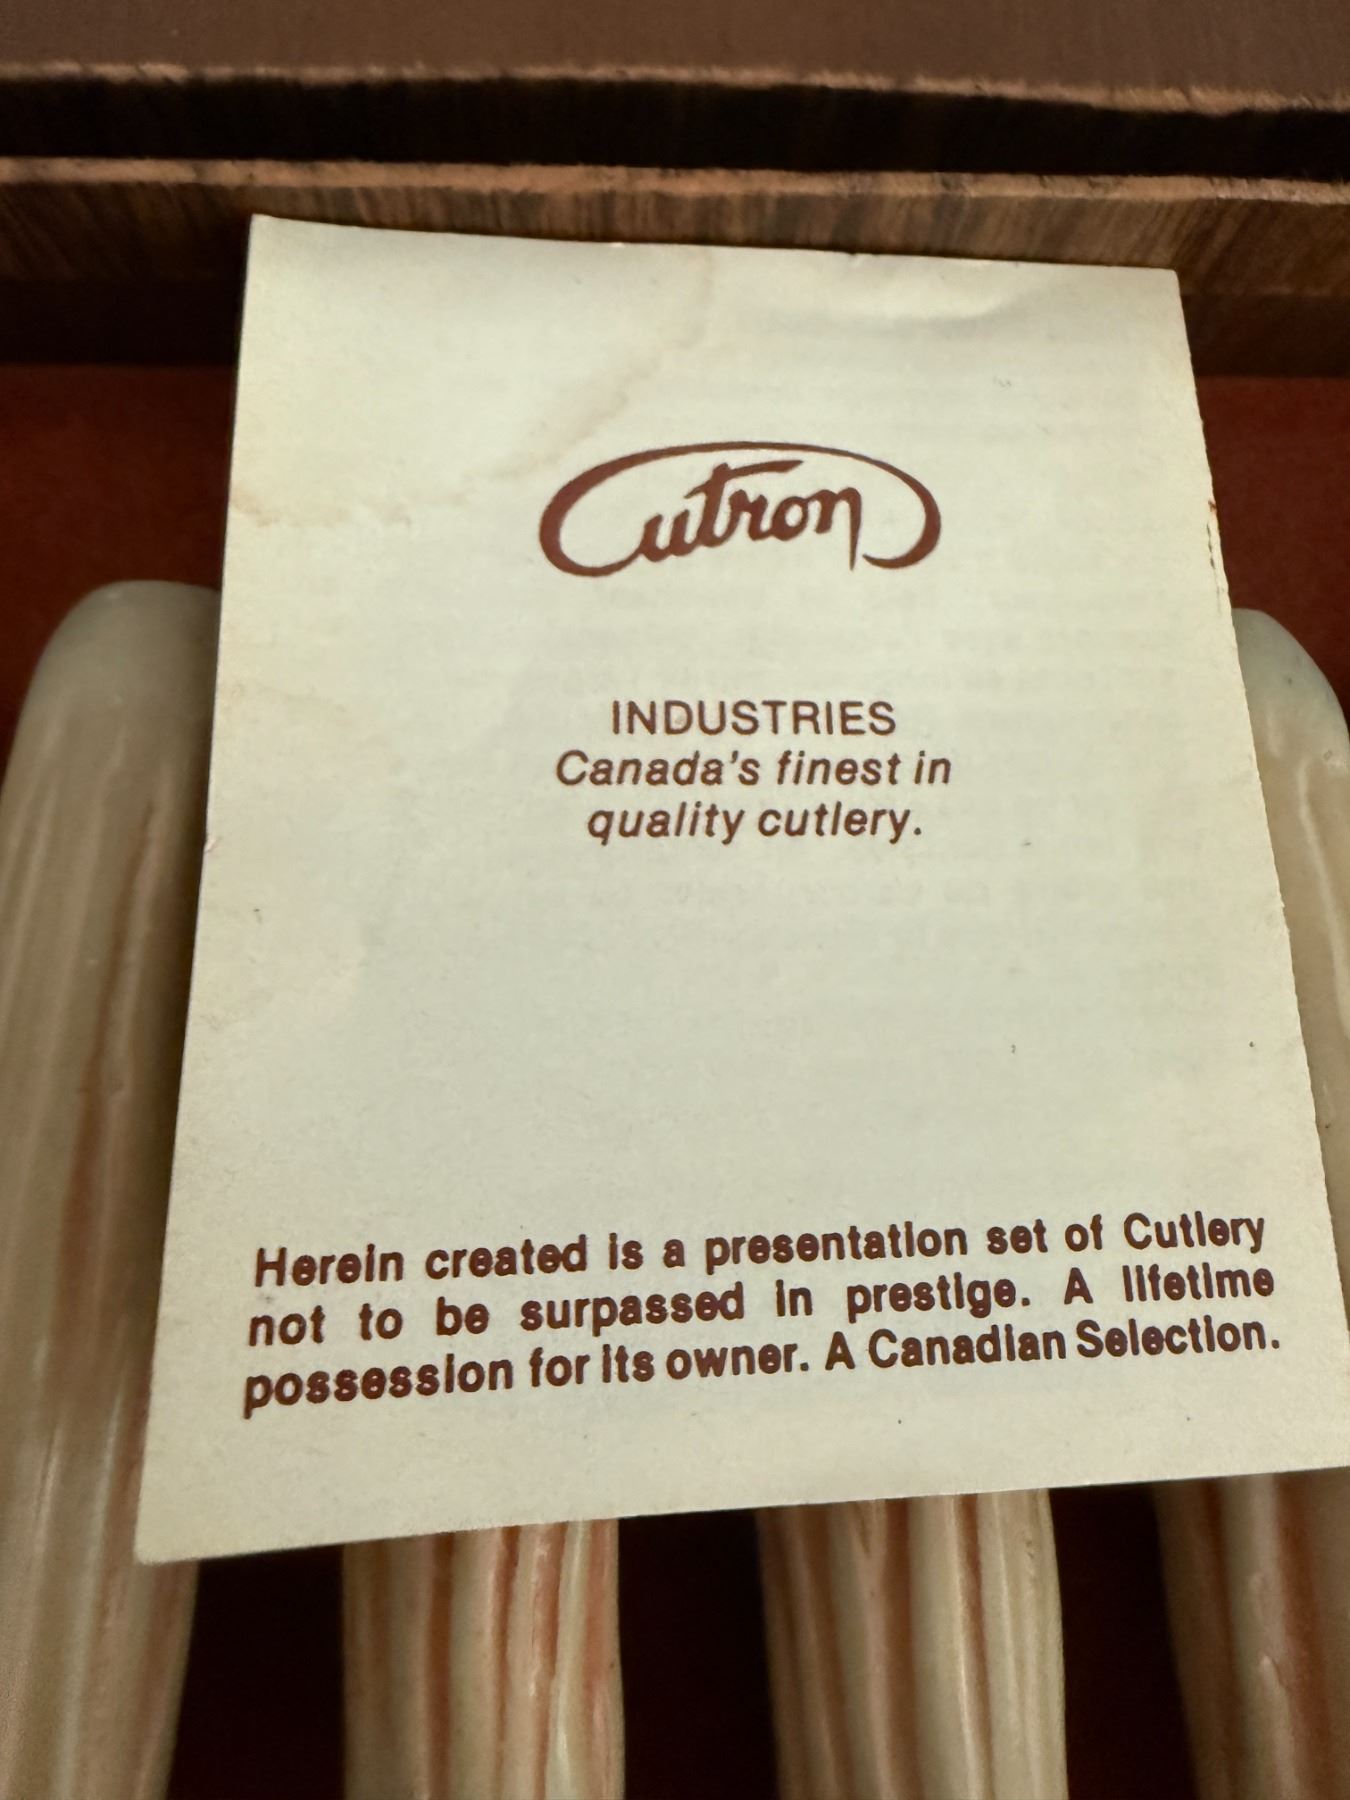 Cutron
INDUSTRIES
Canada's finest in
quality cutlery.
Herein created is a presentation set of Cutlery
not to be surpassed in prestige. A lifetime
possession for its owner. A Canadian Selection.